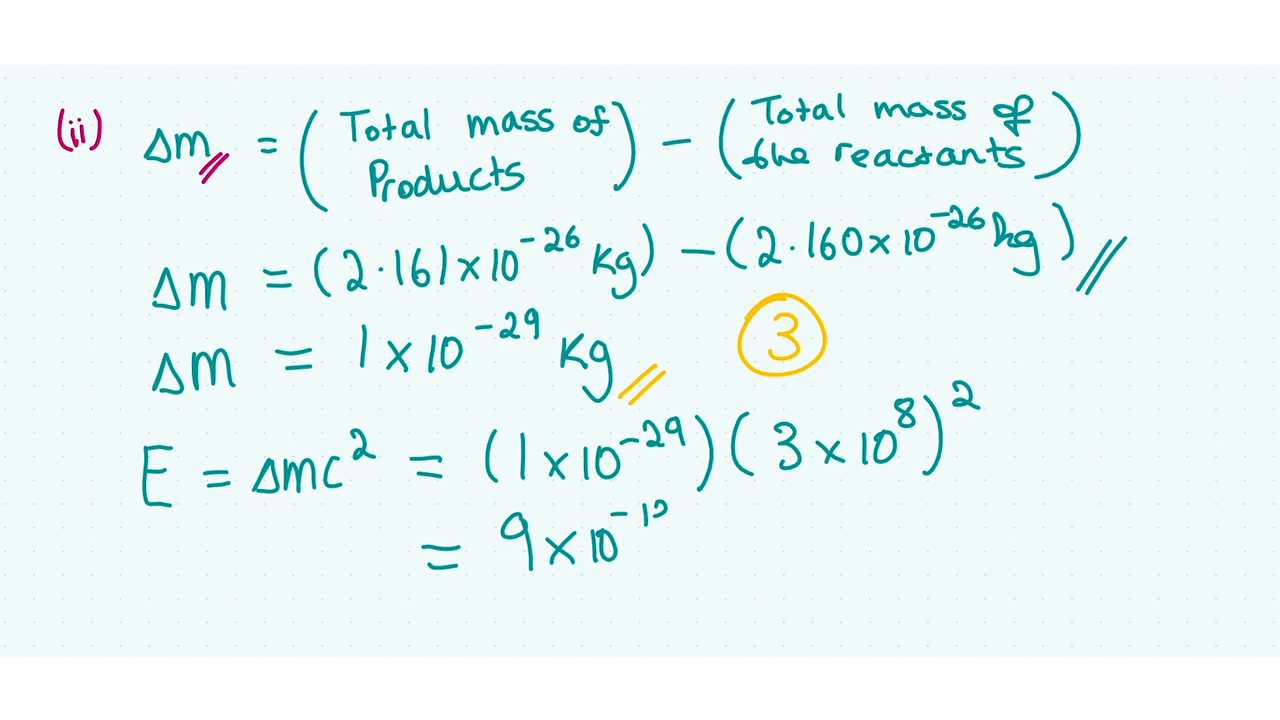 (ii) Δm = (Total mass of Products) − (Total mass of the reactants)
Δm = (2.161×10⁻²⁶ Kg) − (2.160×10⁻²⁶ kg)
Δm = 1×10⁻²⁹ Kg
3
E = Δmc² = (1×10⁻²⁹)(3×10⁸)²
= 9×10